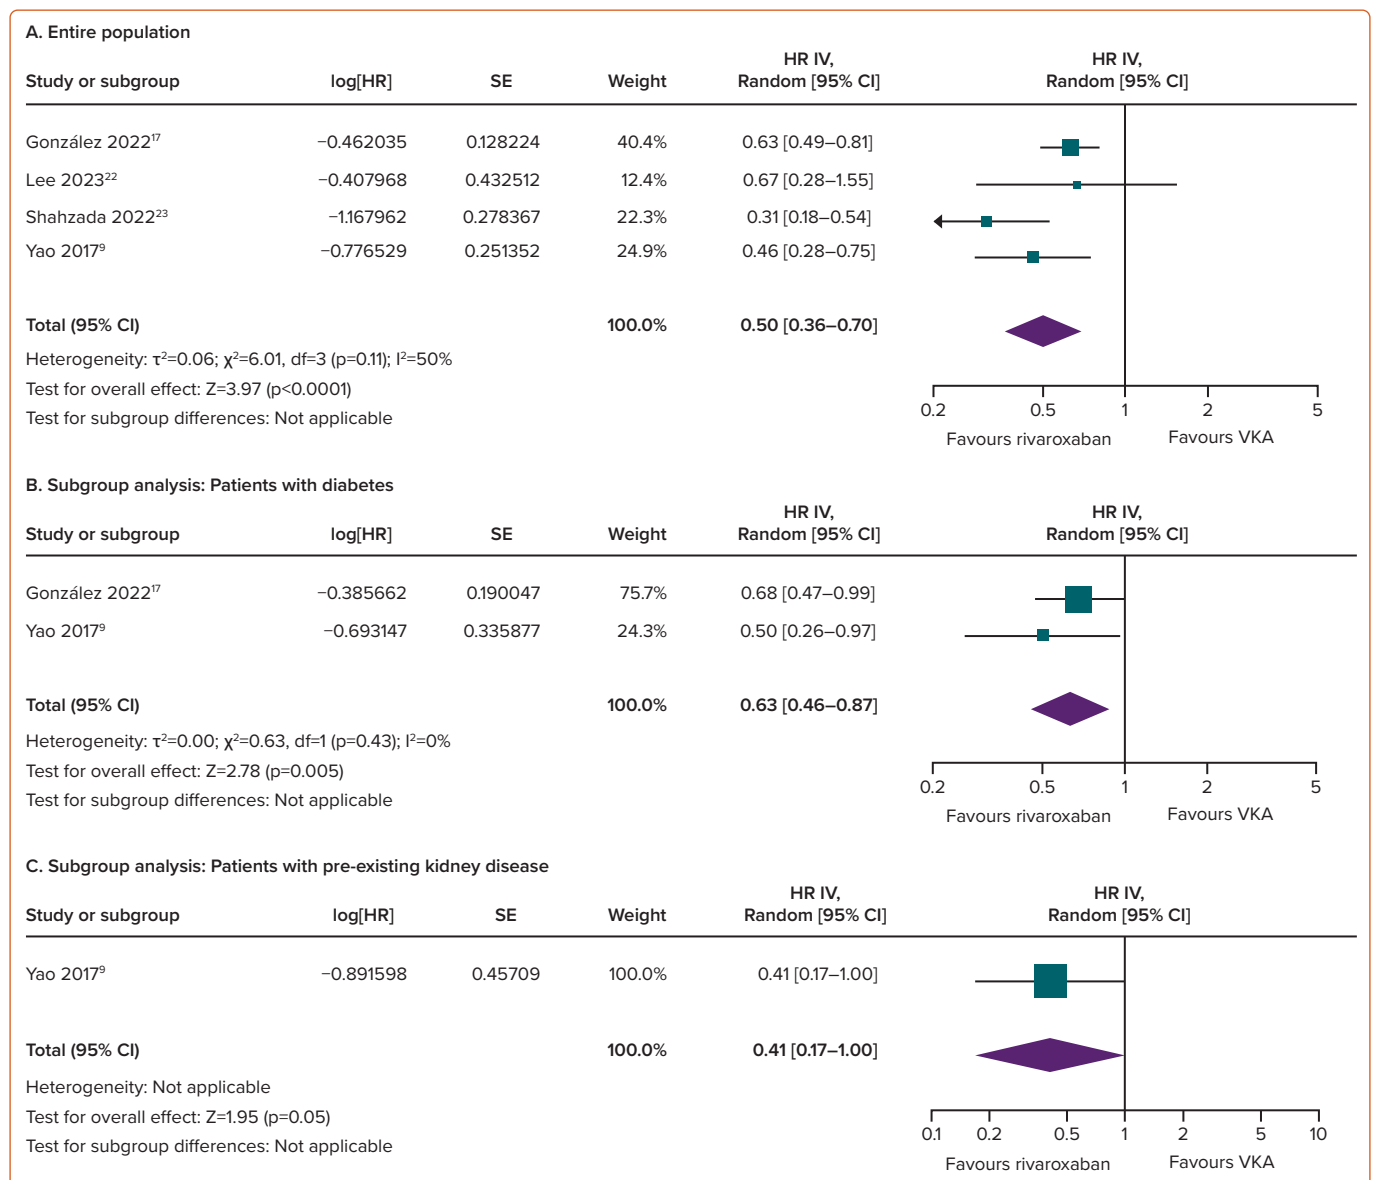 A. Entire population
HR IV, HR IV,
Study or subgroup log[HR] SE Weight Random [95% CI] Random [95% CI]
González 2022¹⁷ −0.462035 0.128224 40.4% 0.63 [0.49–0.81]
Lee 2023²² −0.407968 0.432512 12.4% 0.67 [0.28–1.55]
Shahzada 2022²³ −1.167962 0.278367 22.3% 0.31 [0.18–0.54]
Yao 2017⁹ −0.776529 0.251352 24.9% 0.46 [0.28–0.75]
Total (95% CI) 100.0% 0.50 [0.36–0.70]
Heterogeneity: τ²=0.06; χ²=6.01, df=3 (p=0.11); I²=50%
Test for overall effect: Z=3.97 (p<0.0001)
Test for subgroup differences: Not applicable
0.2 0.5 1 2 5
Favours rivaroxaban Favours VKA
B. Subgroup analysis: Patients with diabetes
HR IV, HR IV,
Study or subgroup log[HR] SE Weight Random [95% CI] Random [95% CI]
González 2022¹⁷ −0.385662 0.190047 75.7% 0.68 [0.47–0.99]
Yao 2017⁹ −0.693147 0.335877 24.3% 0.50 [0.26–0.97]
Total (95% CI) 100.0% 0.63 [0.46–0.87]
Heterogeneity: τ²=0.00; χ²=0.63, df=1 (p=0.43); I²=0%
Test for overall effect: Z=2.78 (p=0.005)
Test for subgroup differences: Not applicable
0.2 0.5 1 2 5
Favours rivaroxaban Favours VKA
C. Subgroup analysis: Patients with pre-existing kidney disease
HR IV, HR IV,
Study or subgroup log[HR] SE Weight Random [95% CI] Random [95% CI]
Yao 2017⁹ −0.891598 0.45709 100.0% 0.41 [0.17–1.00]
Total (95% CI) 100.0% 0.41 [0.17–1.00]
Heterogeneity: Not applicable
Test for overall effect: Z=1.95 (p=0.05)
Test for subgroup differences: Not applicable
0.1 0.2 0.5 1 2 5 10
Favours rivaroxaban Favours VKA